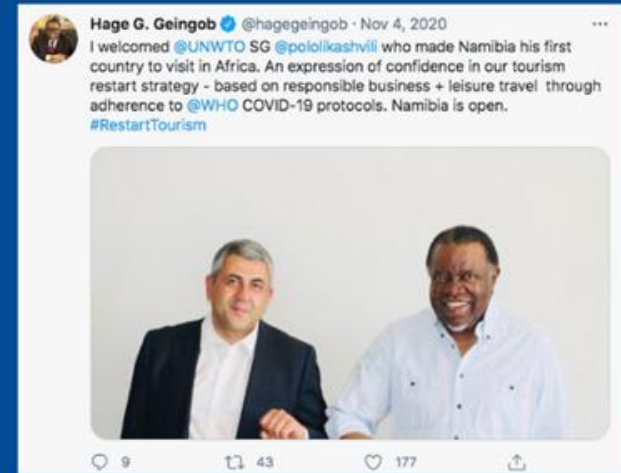 Hage G. Geingob @hagegeingob · Nov 4, 2020
I welcomed @UNWTO SG @pololikashvili who made Namibia his first
country to visit in Africa. An expression of confidence in our tourism
restart strategy - based on responsible business + leisure travel through
adherence to @WHO COVID-19 protocols. Namibia is open.
#RestartTourism
9 43 177